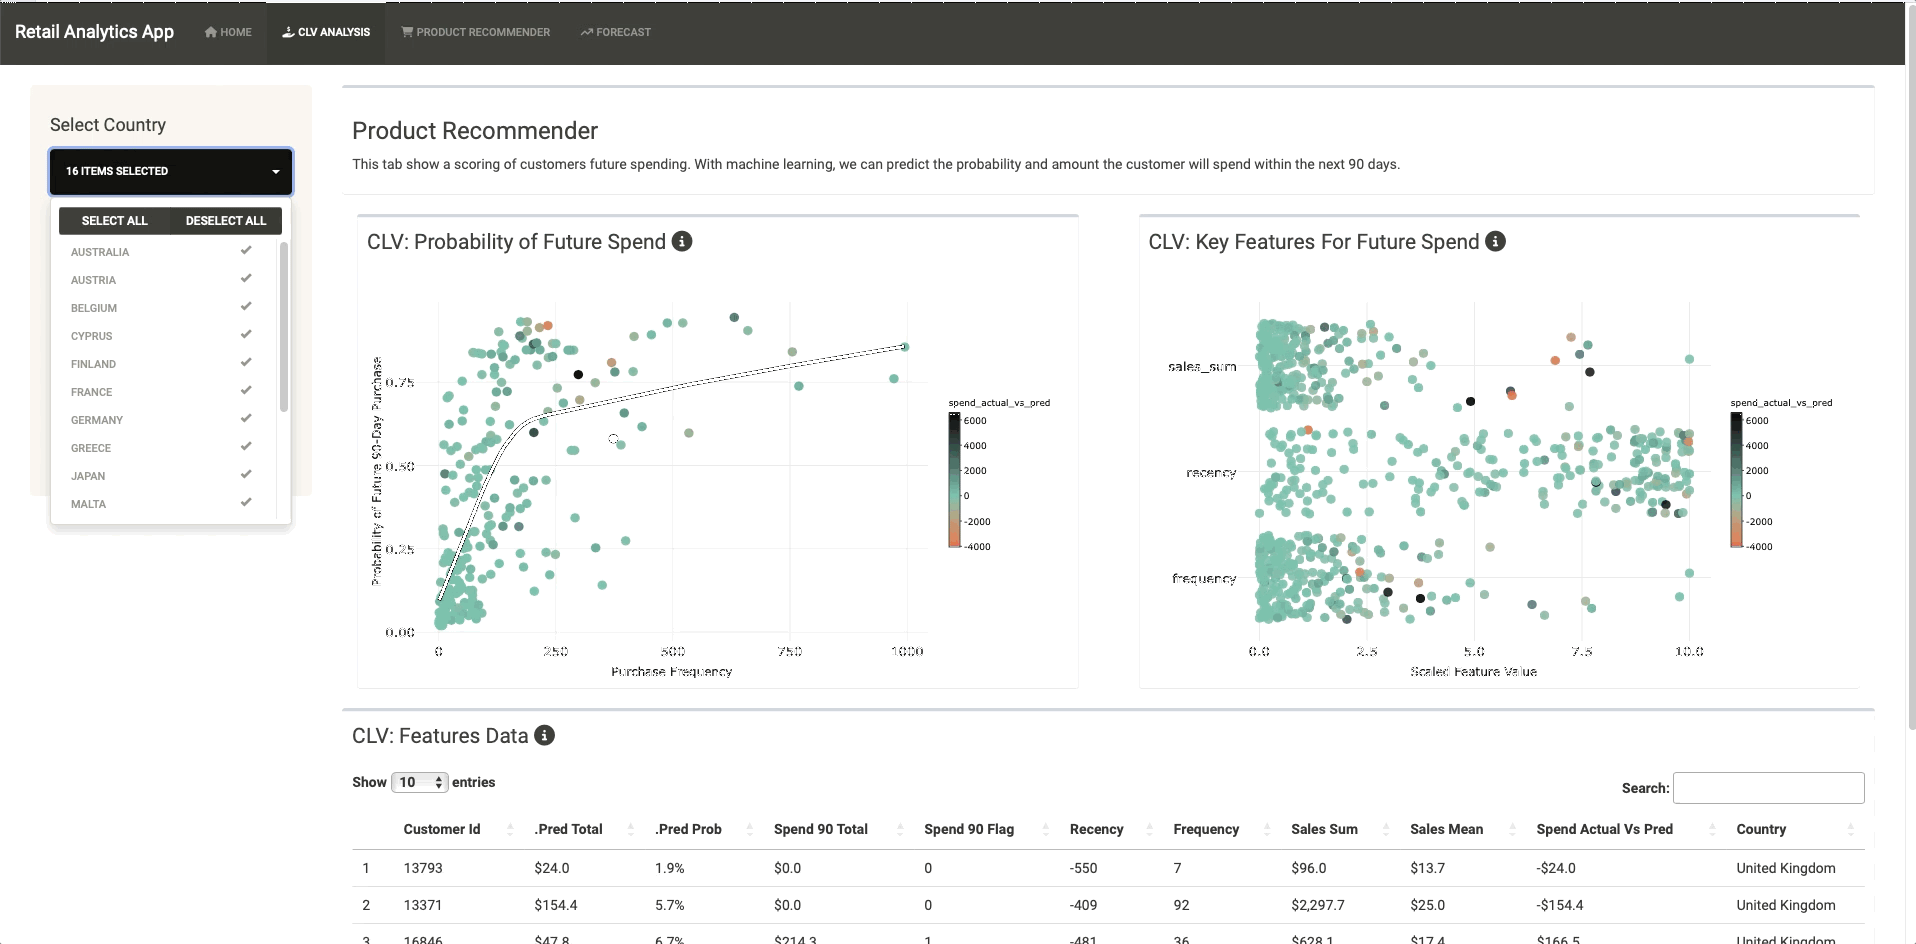 Retail Analytics App HOME CLV ANALYSIS PRODUCT RECOMMENDER FORECAST
Select Country
16 ITEMS SELECTED
SELECT ALL DESELECT ALL
AUSTRALIA
AUSTRIA
BELGIUM
CYPRUS
FINLAND
FRANCE
GERMANY
GREECE
JAPAN
MALTA
Product Recommender
This tab show a scoring of customers future spending. With machine learning, we can predict the probability and amount the customer will spend within the next 90 days.
CLV: Probability of Future Spend
Probability of Future 90-Day Purchase
0.75
0.50
0.25
0.00
0 250 500 750 1000
Purchase Frequency
spend_actual_vs_pred
6000
4000
2000
0
-2000
-4000
CLV: Key Features For Future Spend
sales_sum
recency
frequency
0.0 2.5 5.0 7.5 10.0
Scaled Feature Value
spend_actual_vs_pred
6000
4000
2000
0
-2000
-4000
CLV: Features Data
Show 10 entries
Search:
Customer Id .Pred Total .Pred Prob Spend 90 Total Spend 90 Flag Recency Frequency Sales Sum Sales Mean Spend Actual Vs Pred Country
1 13793 $24.0 1.9% $0.0 0 -550 7 $96.0 $13.7 -$24.0 United Kingdom
2 13371 $154.4 5.7% $0.0 0 -409 92 $2,297.7 $25.0 -$154.4 United Kingdom
3 16846 $47.8 6.7% $214.3 1 -481 36 $628.1 $17.4 $166.5 United Kingdom